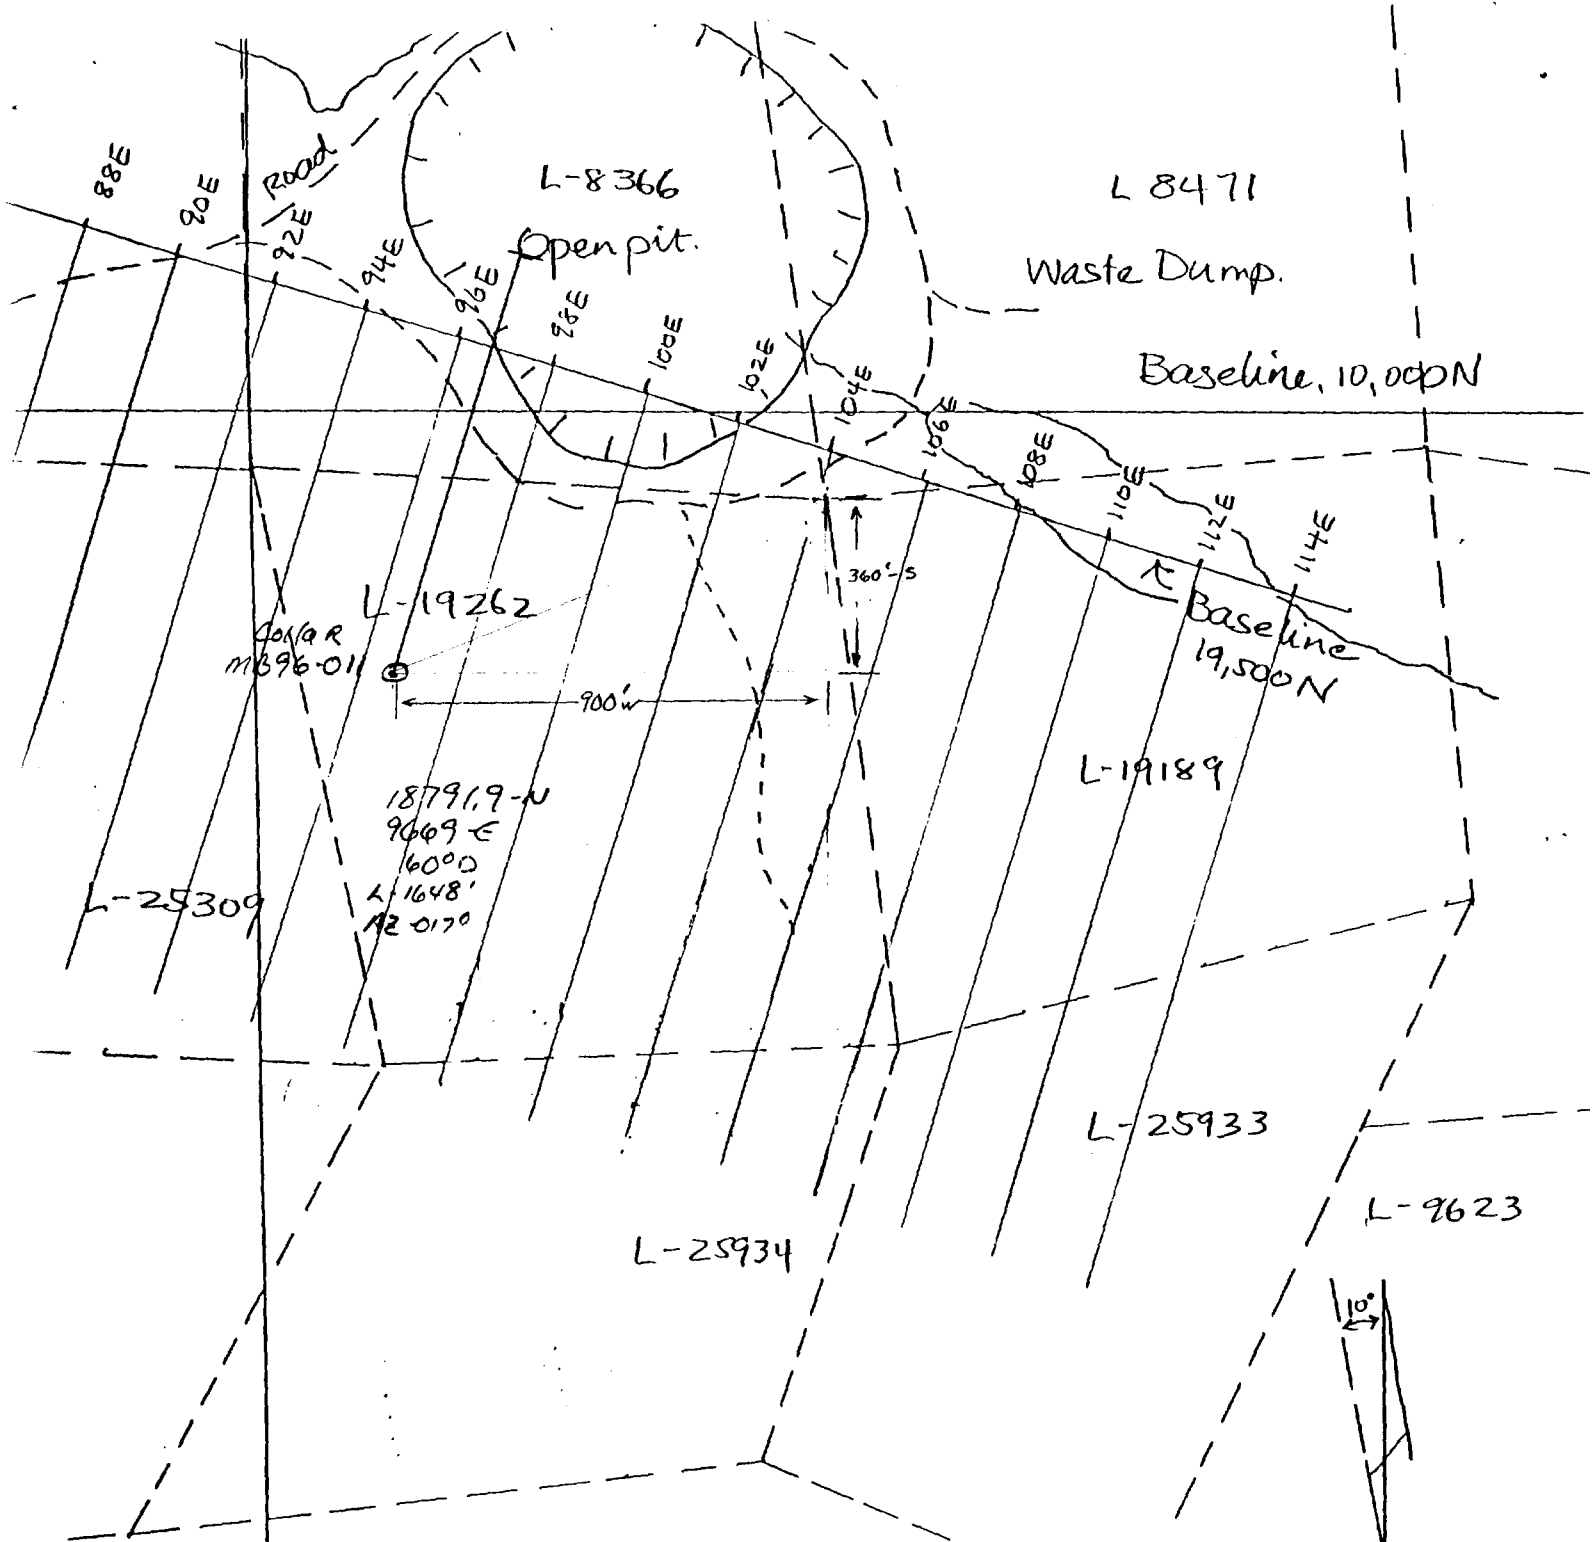 88E
90E
Road
92E
94E
96E
98E
100E
102E
104E
106E
108E
110E
112E
114E
L-8366
Open pit.
L 8471
Waste Dump.
Baseline, 10,000N
360'-S
L-19262
Collar
MB96-011
900'w
Baseline
19,500N
L-19189
18791.9-N
9669-E
60°D
L-1648'
AZ-017°
L-25309
L-25933
L-9623
L-25934
10°